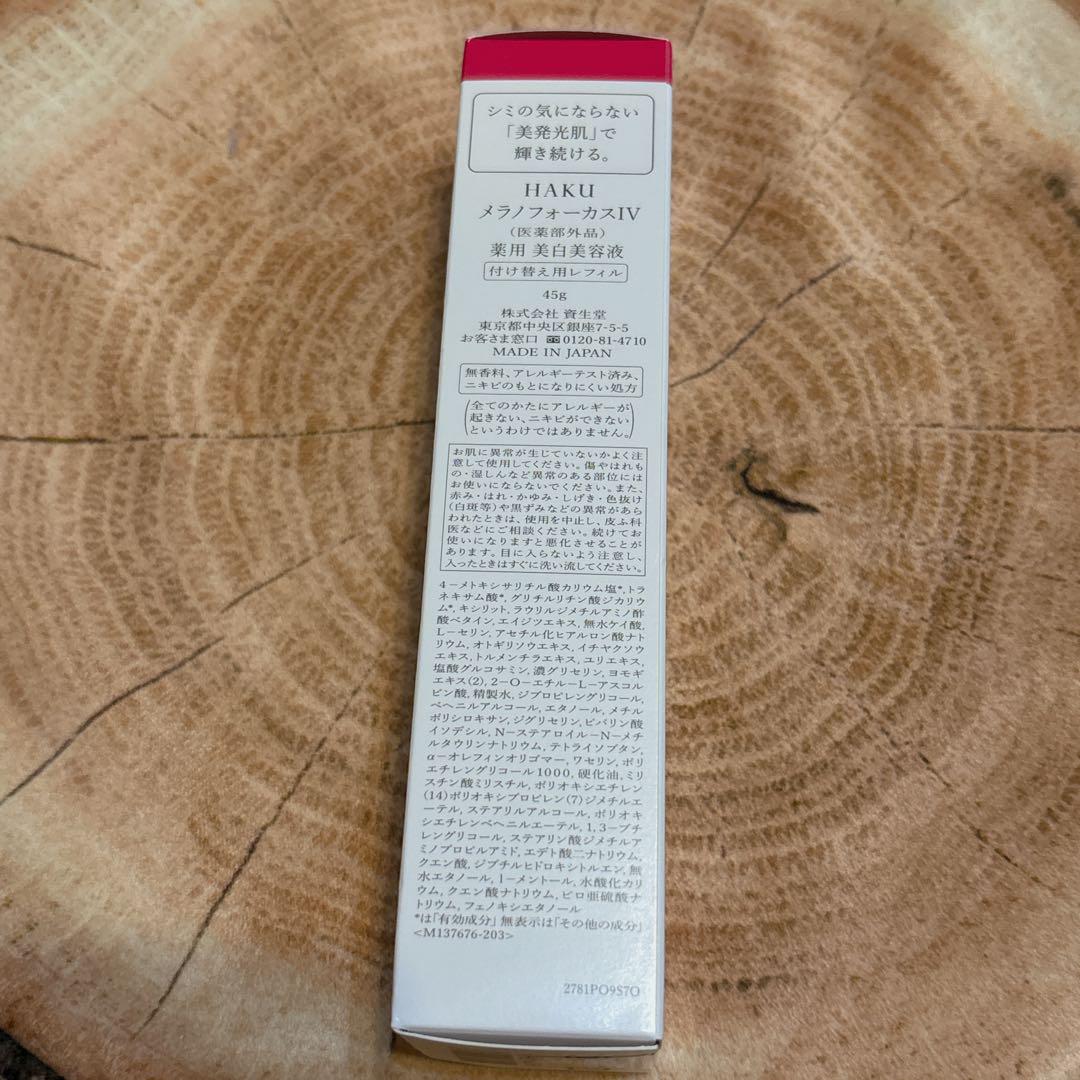 シミの気にならない
「美発光肌」で
輝き続ける。
HAKU
メラノフォーカスIV
(医薬部外品)
薬用 美白美容液
付け替え用レフィル
45g
株式会社 資生堂
東京都中央区銀座7-5-5
お客さま窓口 0120-81-4710
MADE IN JAPAN
無香料、アレルギーテスト済み、
ニキビのもとになりにくい処方
(全てのかたにアレルギーが
起きない、ニキビができない
というわけではありません。)
お肌に異常が生じていないかよく注
意して使用してください。傷やはれも
の・湿しんなど異常のある部位には
お使いにならないでください。また、
赤み・はれ・かゆみ・しげき・色抜け
(白斑等)や黒ずみなどの異常があら
われたときは、使用を中止し、皮ふ科
医などにご相談ください。続けてお
使いになりますと悪化させることが
あります。目に入らないよう注意し、
入ったときはすぐに洗い流してください。
4-メトキシサリチル酸カリウム塩*,トラ
ネキサム酸*, グリチルリチン酸ジカリウ
ム*, キシリット, ラウリルジメチルアミノ酢
酸ベタイン, エイジツエキス, 無水ケイ酸,
L-セリン, アセチル化ヒアルロン酸ナト
リウム, オトギリソウエキス, イチヤクソウ
エキス, トルメンチラエキス, ユリエキス,
塩酸グルコサミン, 濃グリセリン, ヨモギ
エキス(2), 2-O-エチル-L-アスコル
ビン酸, 精製水, ジプロピレングリコール,
ベヘニルアルコール, エタノール, メチル
ポリシロキサン, ジグリセリン, ピバリン酸
イソデシル, N-ステアロイル-N-メチ
ルタウリンナトリウム, テトライソブタン,
α-オレフィンオリゴマー, ワセリン, ポリ
エチレングリコール1000, 硬化油, ミリ
スチン酸ミリスチル, ポリオキシエチレン
(14)ポリオキシプロピレン(7)ジメチルエ
ーテル, ステアリルアルコール, ポリオキ
シエチレンベヘニルエーテル, 1,3-ブチ
レングリコール, ステアリン酸ジメチルア
ミノプロピルアミド, エデト酸二ナトリウム,
クエン酸, ジブチルヒドロキシトルエン, 無
水エタノール, l-メントール, 水酸化カリ
ウム, クエン酸ナトリウム, ピロ亜硫酸ナ
トリウム, フェノキシエタノール
*は「有効成分」 無表示は「その他の成分」
<M137676-203>
2781PO9S7O